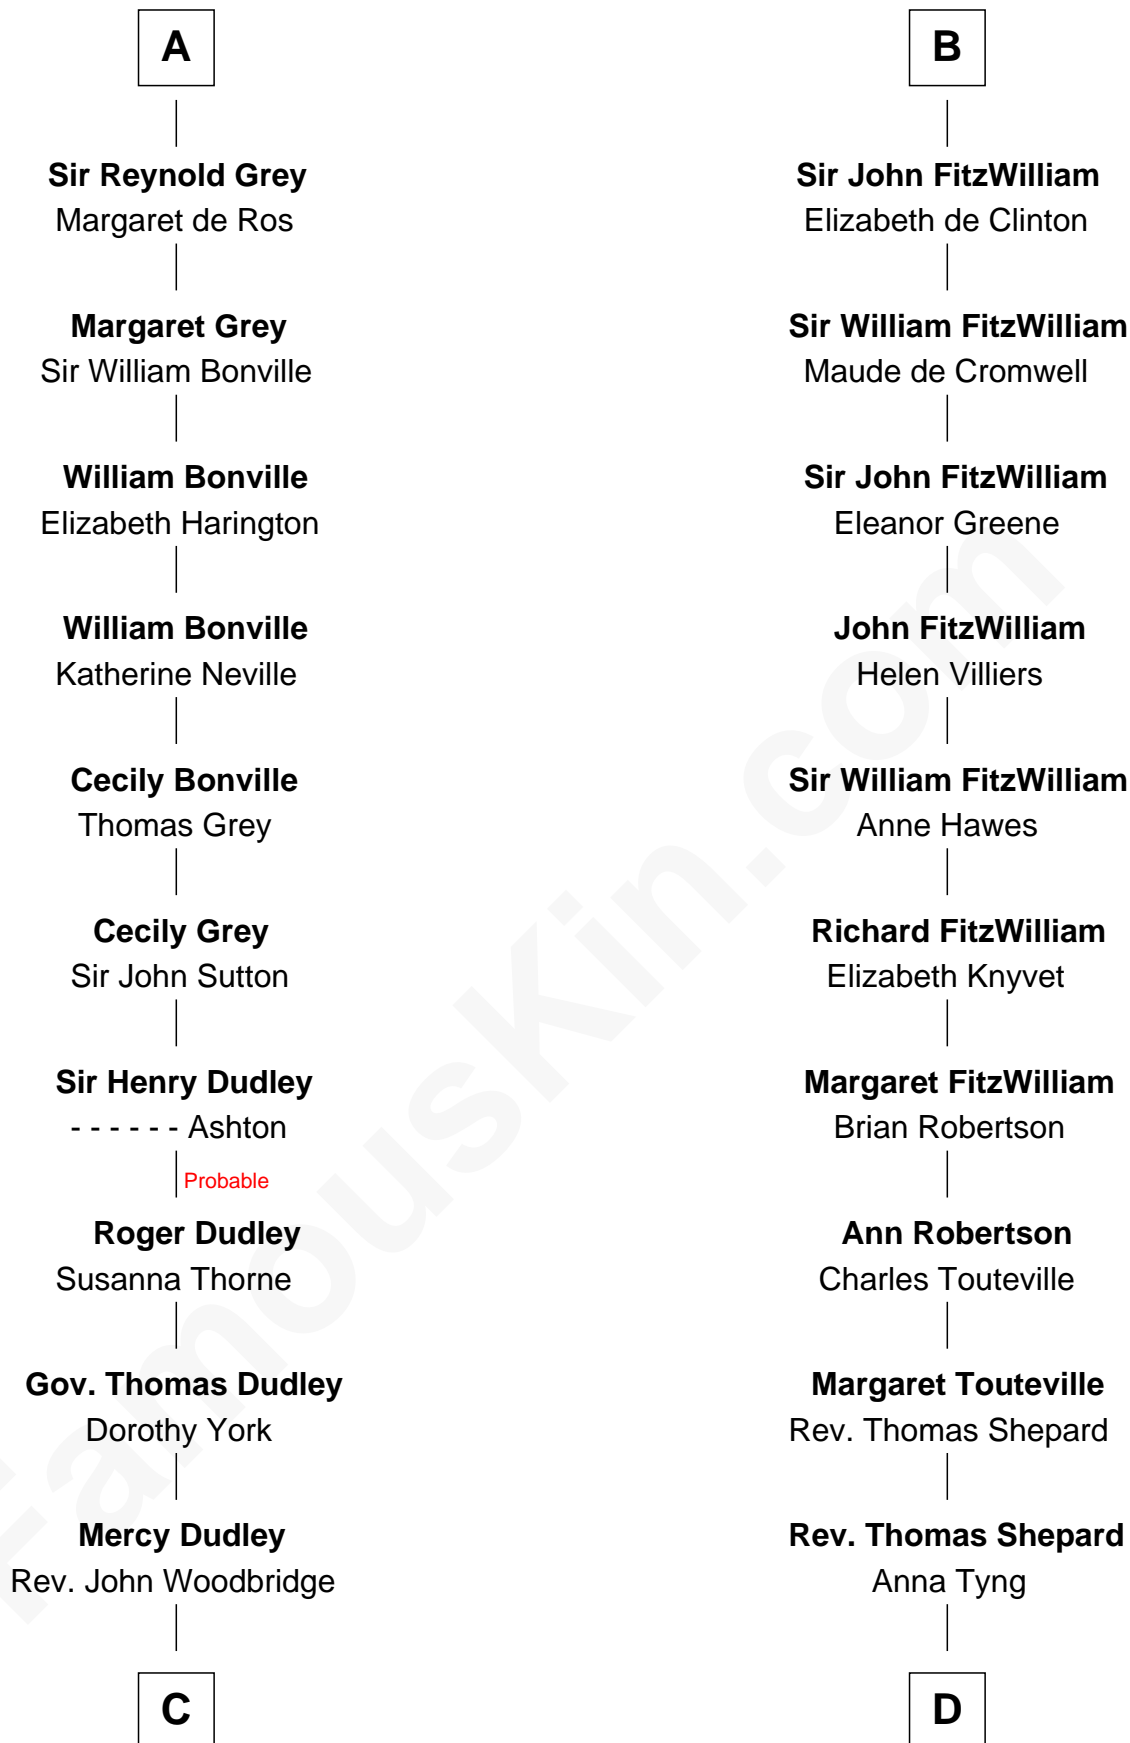 A
Sir Reynold Grey
Margaret de Ros
Margaret Grey
Sir William Bonville
William Bonville
Elizabeth Harington
William Bonville
Katherine Neville
Cecily Bonville
Thomas Grey
Cecily Grey
Sir John Sutton
Sir Henry Dudley
- - - - - - Ashton
Probable
Roger Dudley
Susanna Thorne
Gov. Thomas Dudley
Dorothy York
Mercy Dudley
Rev. John Woodbridge
C
B
Sir John FitzWilliam
Elizabeth de Clinton
Sir William FitzWilliam
Maude de Cromwell
Sir John FitzWilliam
Eleanor Greene
John FitzWilliam
Helen Villiers
Sir William FitzWilliam
Anne Hawes
Richard FitzWilliam
Elizabeth Knyvet
Margaret FitzWilliam
Brian Robertson
Ann Robertson
Charles Touteville
Margaret Touteville
Rev. Thomas Shepard
Rev. Thomas Shepard
Anna Tyng
D
FamousKin.com